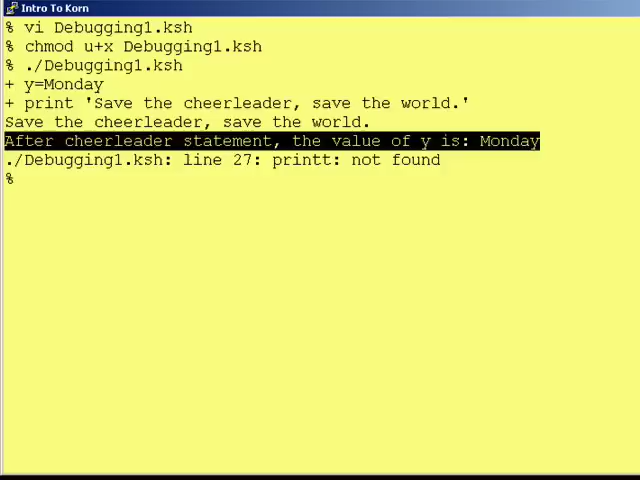 Intro To Korn
% vi Debugging1.ksh
% chmod u+x Debugging1.ksh
% ./Debugging1.ksh
+ y=Monday
+ print 'Save the cheerleader, save the world.'
Save the cheerleader, save the world.
After cheerleader statement, the value of y is: Monday
./Debugging1.ksh: line 27: printt: not found
%